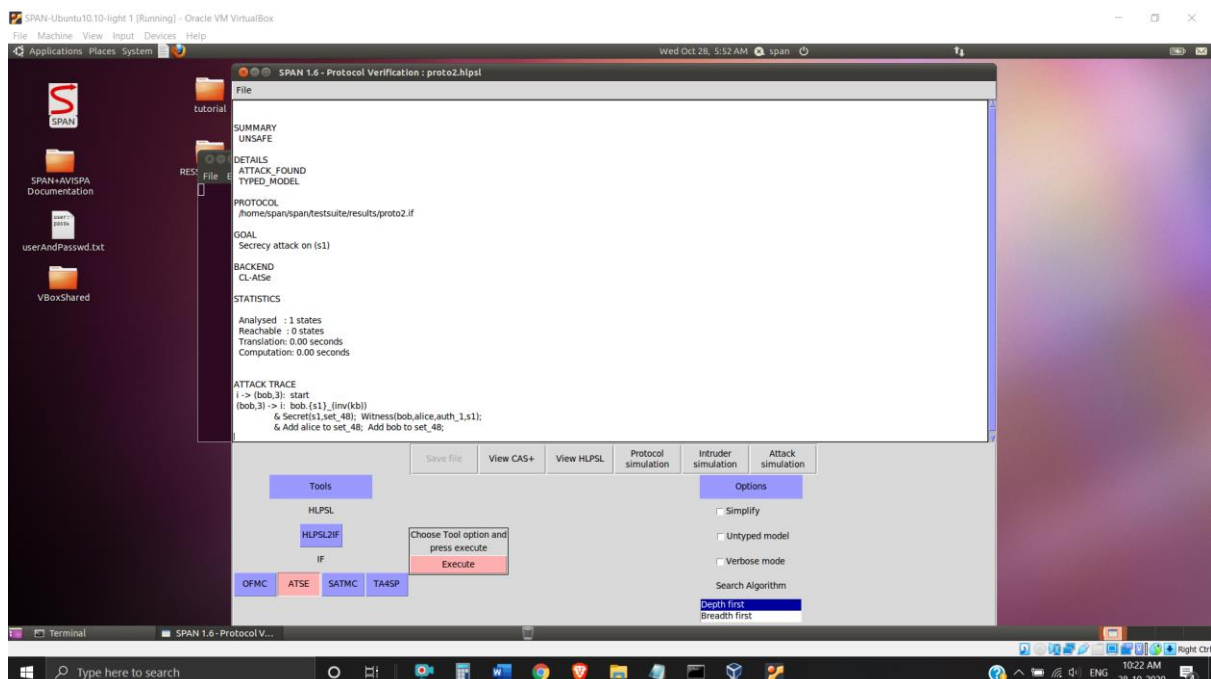 SPAN-Ubuntu10.10-light 1 [Running] - Oracle VM VirtualBox
File Machine View Input Devices Help
Applications Places System
Wed Oct 28, 5:52 AM span
SPAN 1.6 - Protocol Verification : proto2.hlpsl
File
SPAN
tutorial
SPAN+AVISPA
Documentation
RES
File E
user:
passw
userAndPasswd.txt
VBoxShared
SUMMARY
UNSAFE
DETAILS
ATTACK_FOUND
TYPED_MODEL
PROTOCOL
/home/span/span/testsuite/results/proto2.if
GOAL
Secrecy attack on (s1)
BACKEND
CL-AtSe
STATISTICS
Analysed : 1 states
Reachable : 0 states
Translation: 0.00 seconds
Computation: 0.00 seconds
ATTACK TRACE
i -> (bob,3): start
(bob,3) -> i: bob.{s1}_(inv(kb))
& Secret(s1,set_48); Witness(bob,alice,auth_1,s1);
& Add alice to set_48; Add bob to set_48;
Save file
View CAS+
View HLPSL
Protocol
simulation
Intruder
simulation
Attack
simulation
Tools
HLPSL
HLPSL2IF
IF
OFMC
ATSE
SATMC
TA4SP
Choose Tool option and
press execute
Execute
Options
Simplify
Untyped model
Verbose mode
Search Algorithm
Depth first
Breadth first
Terminal
SPAN 1.6 - Protocol V...
Right Ctrl
Type here to search
ENG
10:22 AM
28-10-2020